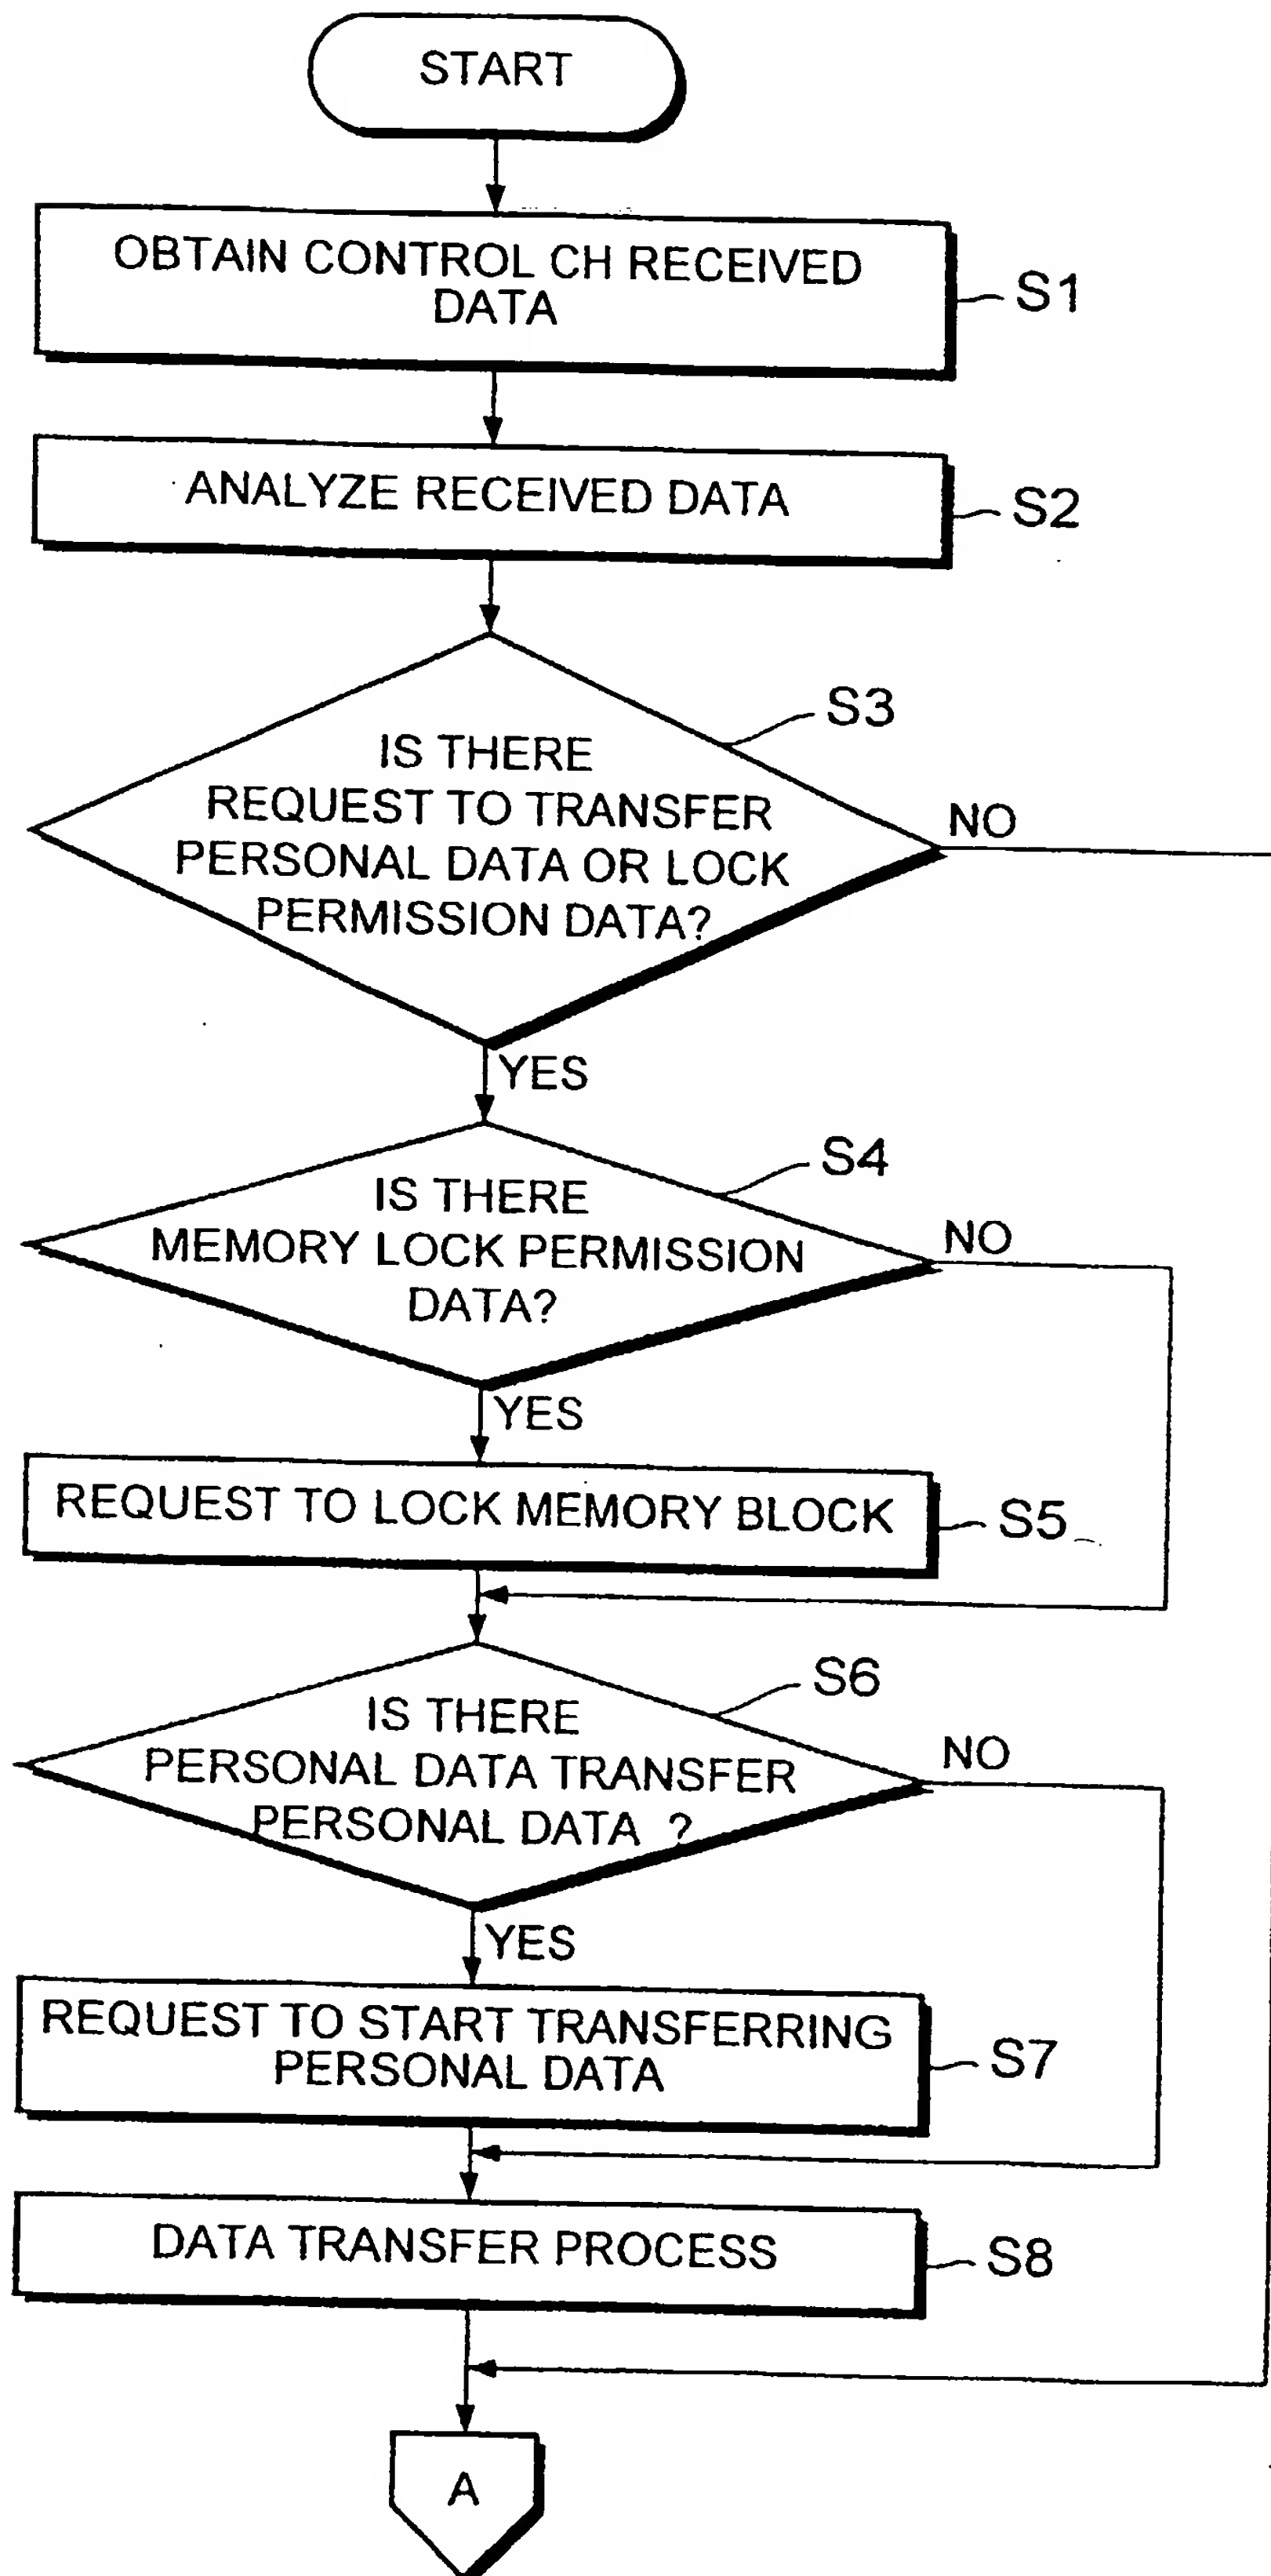 START
OBTAIN CONTROL CH RECEIVED
DATA
S1
ANALYZE RECEIVED DATA
S2
S3
IS THERE
REQUEST TO TRANSFER
PERSONAL DATA OR LOCK
PERMISSION DATA?
NO
YES
S4
IS THERE
MEMORY LOCK PERMISSION
DATA?
NO
YES
REQUEST TO LOCK MEMORY BLOCK
S5
S6
IS THERE
PERSONAL DATA TRANSFER
PERSONAL DATA ?
NO
YES
REQUEST TO START TRANSFERRING
PERSONAL DATA
S7
DATA TRANSFER PROCESS
S8
A